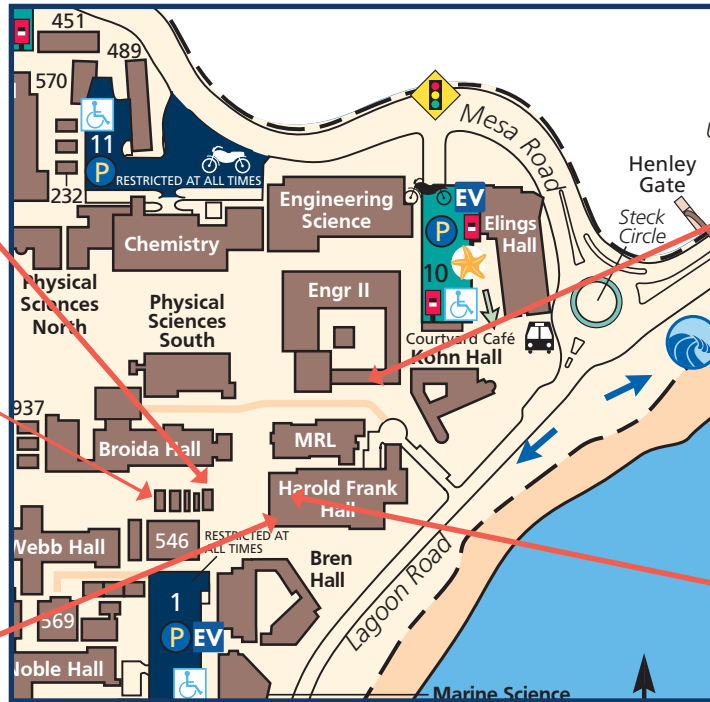 451
489
570
11
P
RESTRICTED AT ALL TIMES
232
Mesa Road
Henley
Gate
Steck
Circle
Engineering
Science
EV
P
10
Elings
Hall
Chemistry
Physical
Sciences
North
Physical
Sciences
South
Engr II
Courtyard Café
Kohn Hall
937
Broida Hall
MRL
Harold Frank
Hall
Webb Hall
546
RESTRICTED AT
ALL TIMES
Bren
Hall
Lagoon Road
569
1
P
EV
Noble Hall
Marine Science